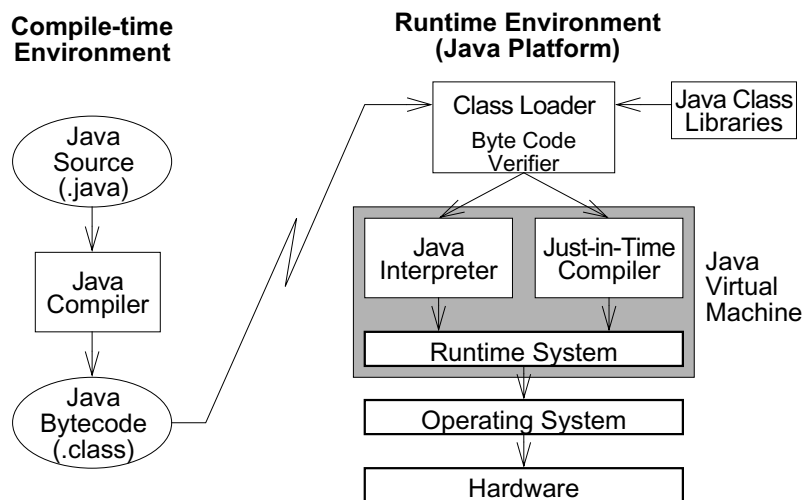 Compile-time
Environment
Java
Source
(.java)
Java
Compiler
Java
Bytecode
(.class)
Runtime Environment
(Java Platform)
Class Loader
Byte Code
Verifier
Java Class
Libraries
Java
Interpreter
Just-in-Time
Compiler
Java
Virtual
Machine
Runtime System
Operating System
Hardware